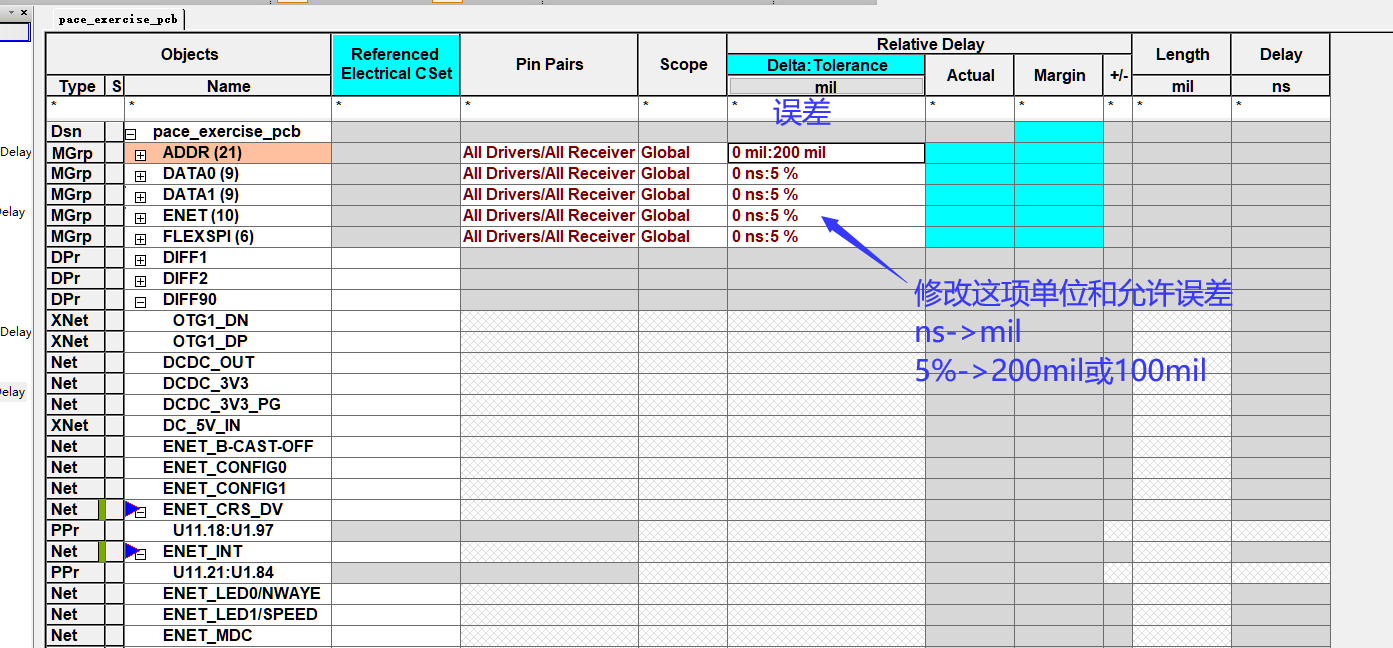 pace_exercise_pcb
Objects
Referenced
Electrical CSet
Pin Pairs
Scope
Relative Delay
Delta:Tolerance
Actual
Margin
+/-
Length
Delay
Type S Name
mil
mil
ns
* * * * * * * * * *
误差
Dsn pace_exercise_pcb
Delay MGrp ADDR (21) All Drivers/All Receiver Global 0 mil:200 mil
MGrp DATA0 (9) All Drivers/All Receiver Global 0 ns:5 %
MGrp DATA1 (9) All Drivers/All Receiver Global 0 ns:5 %
elay MGrp ENET (10) All Drivers/All Receiver Global 0 ns:5 %
MGrp FLEXSPI (6) All Drivers/All Receiver Global 0 ns:5 %
DPr DIFF1
DPr DIFF2
DPr DIFF90
修改这项单位和允许误差
XNet OTG1_DN
Delay XNet OTG1_DP
ns->mil
Net DCDC_OUT
5%->200mil或100mil
elay Net DCDC_3V3
Net DCDC_3V3_PG
XNet DC_5V_IN
Net ENET_B-CAST-OFF
Net ENET_CONFIG0
Net ENET_CONFIG1
Net ENET_CRS_DV
PPr U11.18:U1.97
Net ENET_INT
PPr U11.21:U1.84
Net ENET_LED0/NWAYE
Net ENET_LED1/SPEED
Net ENET_MDC